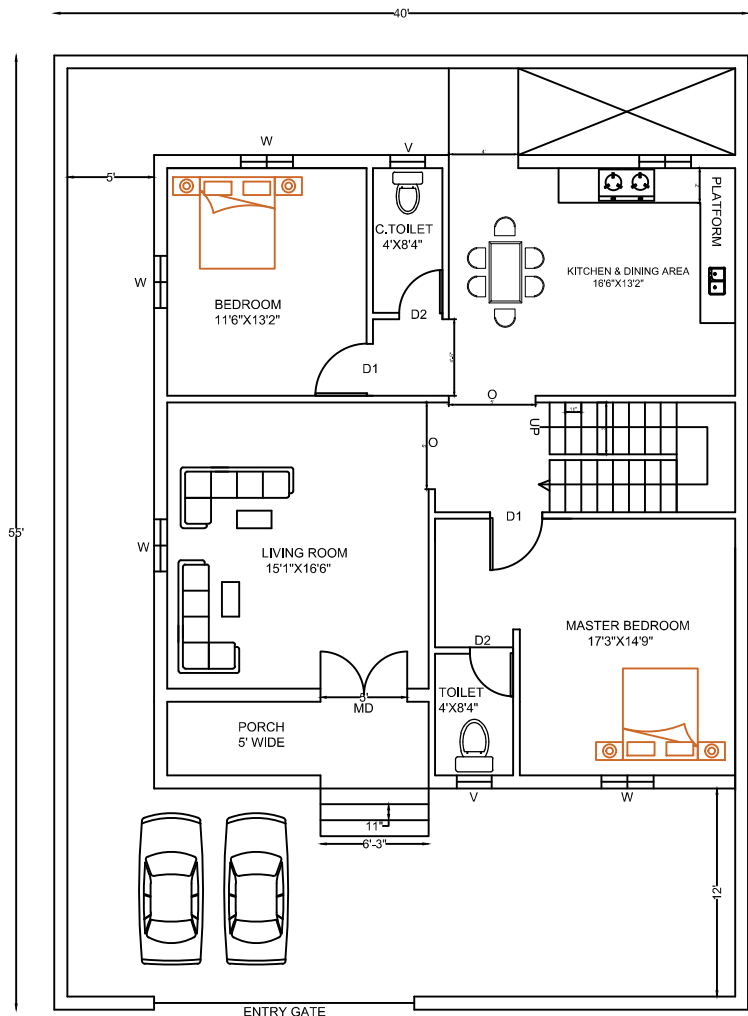 40'
W
V
4'
5'
2'
PLATFORM
C.TOILET
4'X8'4"
KITCHEN & DINING AREA
16'6"X13'2"
W
BEDROOM
11'6"X13'2"
D2
D1
O
UP
O
55'
D1
W
LIVING ROOM
15'1"X16'6"
MASTER BEDROOM
17'3"X14'9"
D2
TOILET
4'X8'4"
5'
MD
PORCH
5' WIDE
V
W
11"
6'-3"
12'
ENTRY GATE